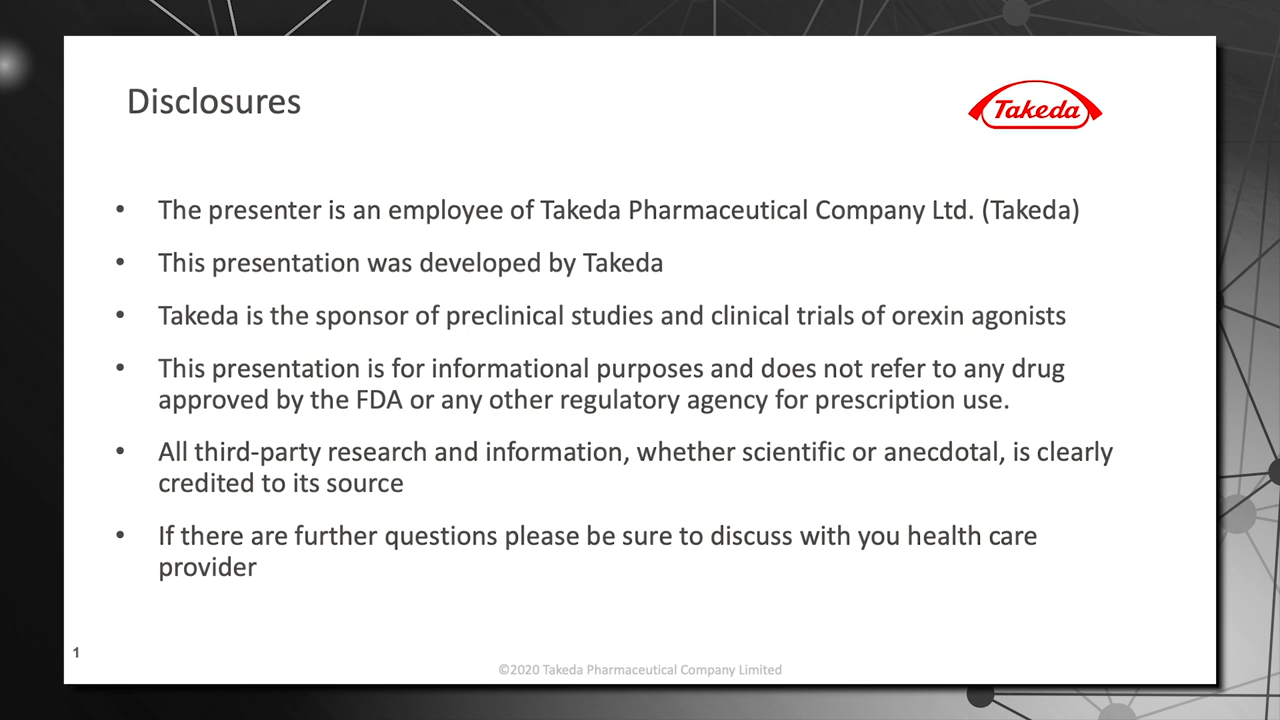 Disclosures
Takeda
• The presenter is an employee of Takeda Pharmaceutical Company Ltd. (Takeda)
• This presentation was developed by Takeda
• Takeda is the sponsor of preclinical studies and clinical trials of orexin agonists
• This presentation is for informational purposes and does not refer to any drug
approved by the FDA or any other regulatory agency for prescription use.
• All third-party research and information, whether scientific or anecdotal, is clearly
credited to its source
• If there are further questions please be sure to discuss with you health care
provider
1
©2020 Takeda Pharmaceutical Company Limited